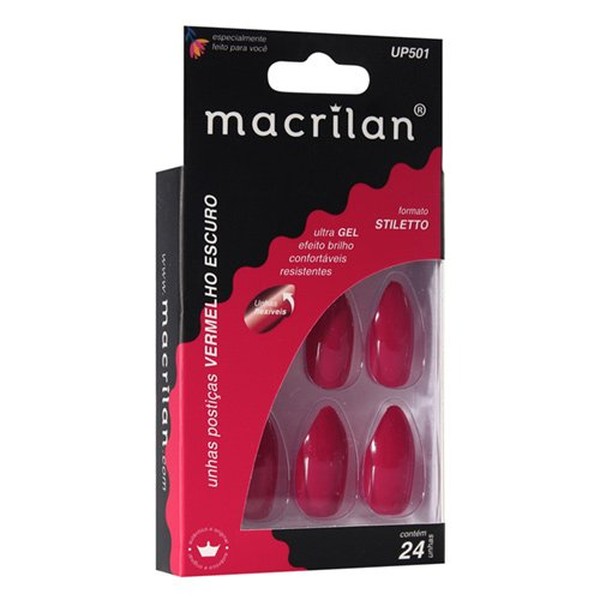 especialmente
feito para você
UP501
macrilan®
formato
STILETTO
ultra GEL
efeito brilho
confortáveis
resistentes
Unhas
flexíveis
unhas postiças VERMELHO ESCURO
www.macrilan.com
contém
24 unhas